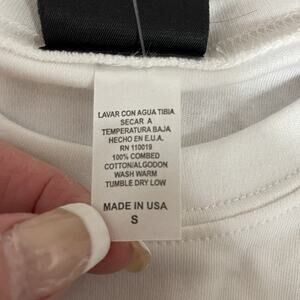 LAVAR CON AGUA TIBIA
SECAR A
TEMPERATURA BAJA
HECHO EN E.U.A.
RN 110019
100% COMBED
COTTON/ALGODON
WASH WARM
TUMBLE DRY LOW
MADE IN USA
S